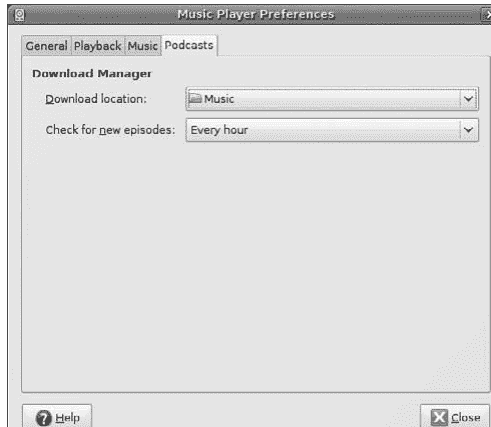 Music Player Preferences
General Playback Music Podcasts
Download Manager
Download location: Music
Check for new episodes: Every hour
Help Close